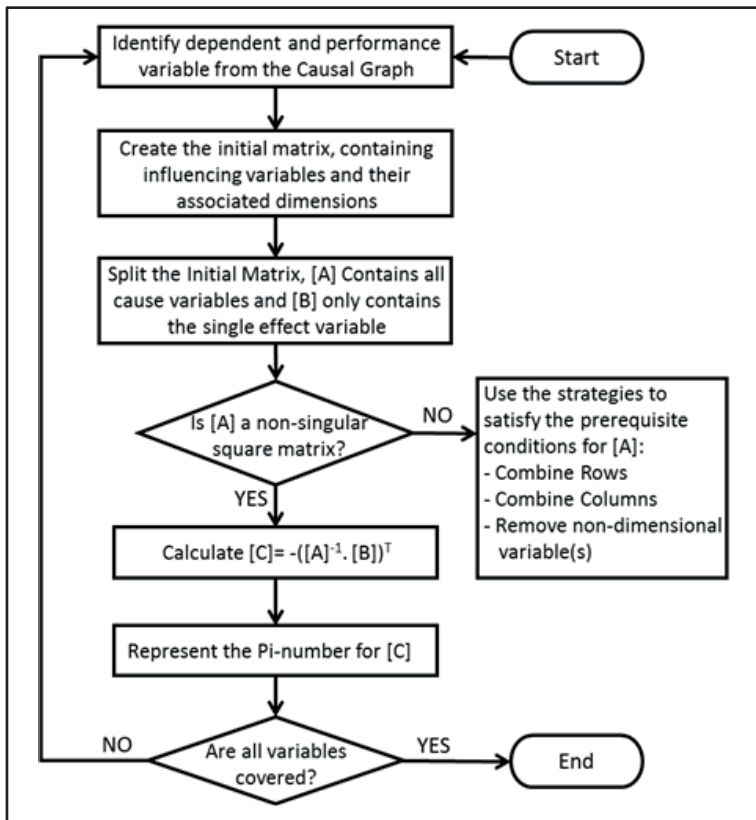 Identify dependent and performance
variable from the Causal Graph
Start
Create the initial matrix, containing
influencing variables and their
associated dimensions
Split the Initial Matrix, [A] Contains all
cause variables and [B] only contains
the single effect variable
Is [A] a non-singular
square matrix?
NO
Use the strategies to
satisfy the prerequisite
conditions for [A]:
- Combine Rows
- Combine Columns
- Remove non-dimensional
variable(s)
YES
Calculate [C]= -([A]⁻¹. [B])ᵀ
Represent the Pi-number for [C]
NO
Are all variables
covered?
YES
End